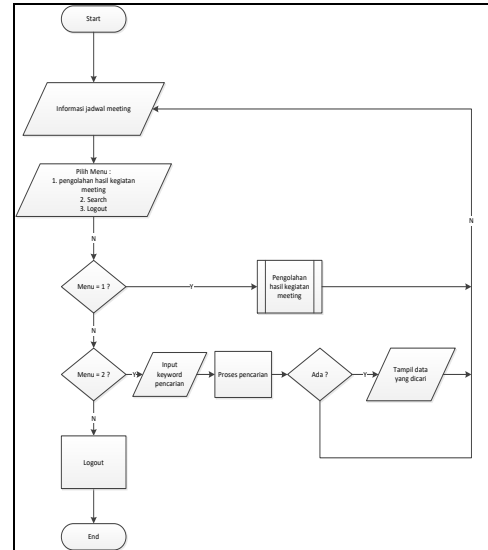 Start
Informasi jadwal meeting
Pilih Menu :
1. pengolahan hasil kegiatan
meeting
2. Search
3. Logout
N
N
Menu = 1 ?
Y
Pengolahan
hasil kegiatan
meeting
N
Menu = 2 ?
Y
Input
keyword
pencarian
Proses pencarian
Ada ?
Y
Tampil data
yang dicari
N
Logout
End